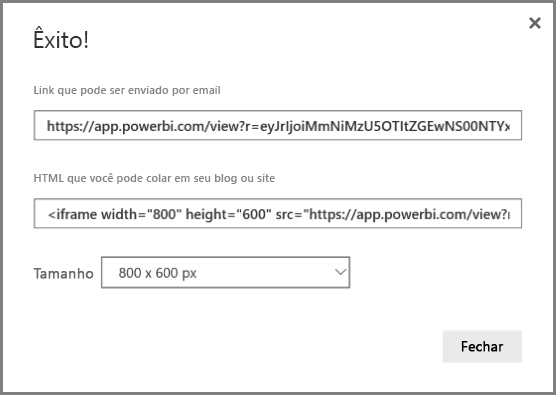 Êxito!
Link que pode ser enviado por email
https://app.powerbi.com/view?r=eyJrIjoiMmNiMzU5OTItZGEwNS00NTYx
HTML que você pode colar em seu blog ou site
<iframe width="800" height="600" src="https://app.powerbi.com/view?r
Tamanho 800 x 600 px
Fechar